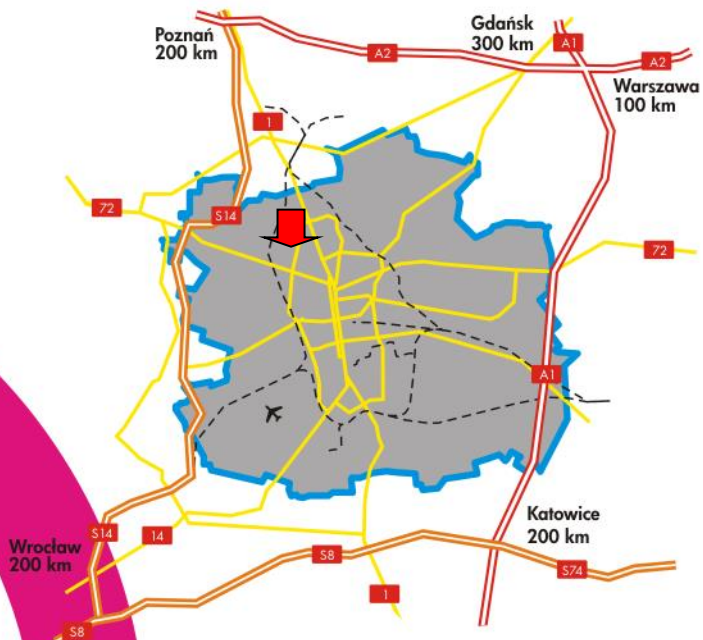 Poznań
200 km
Gdańsk
300 km
A1
A2
A2
Warszawa
100 km
1
72
S14
72
A1
Katowice
200 km
S14
14
Wrocław
200 km
S8
S74
1
S8